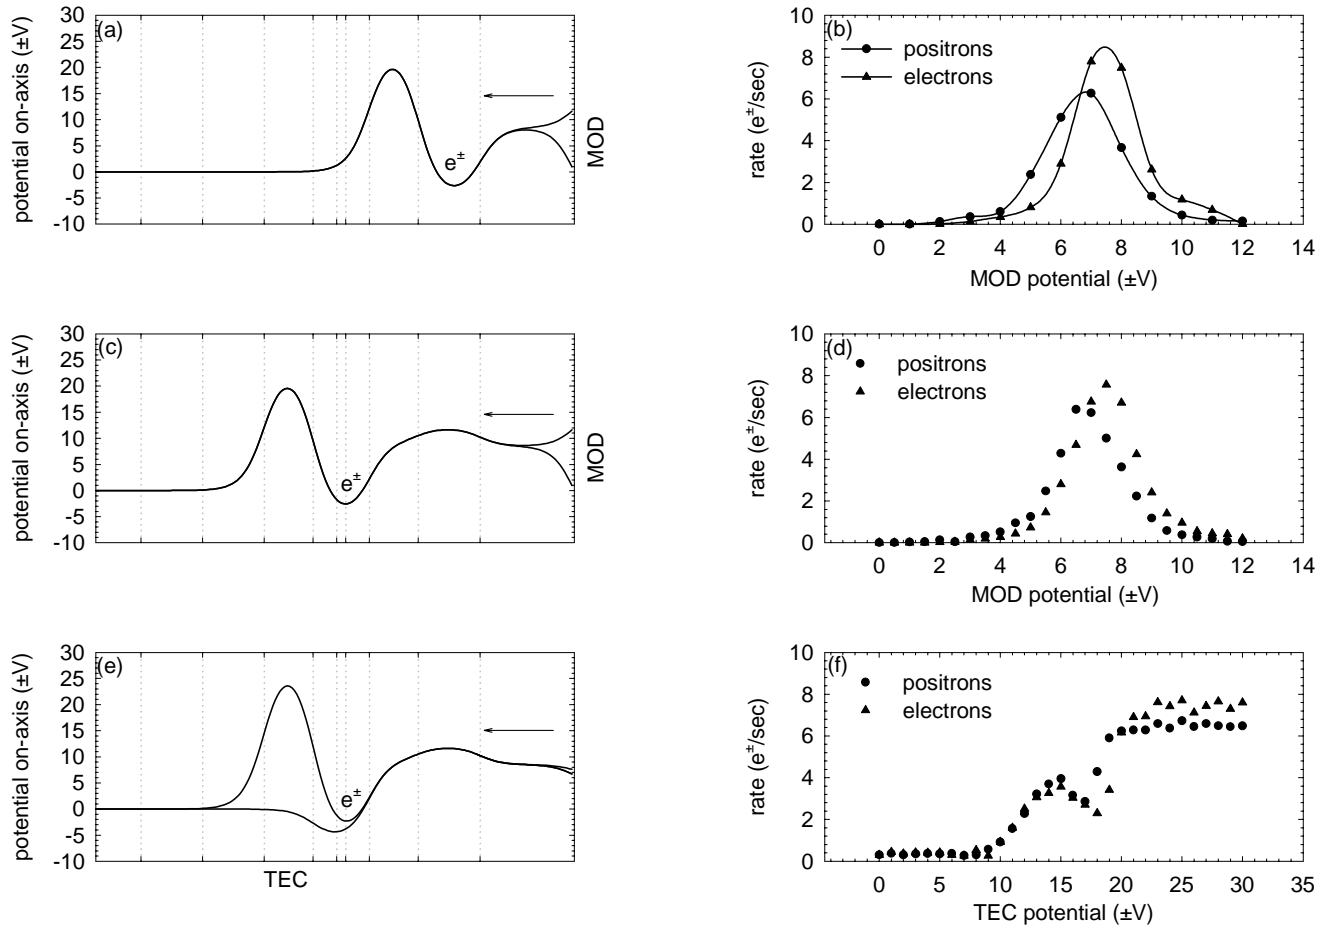 (a)
potential on-axis (±V)
30
25
20
15
10
5
0
-5
-10
e±
MOD
(b)
rate (e±/sec)
10
8
6
4
2
0
positrons
electrons
0 2 4 6 8 10 12 14
MOD potential (±V)
(c)
potential on-axis (±V)
30
25
20
15
10
5
0
-5
-10
e±
MOD
(d)
rate (e±/sec)
10
8
6
4
2
0
positrons
electrons
0 2 4 6 8 10 12 14
MOD potential (±V)
(e)
potential on-axis (±V)
30
25
20
15
10
5
0
-5
-10
e±
TEC
(f)
rate (e±/sec)
10
8
6
4
2
0
positrons
electrons
0 5 10 15 20 25 30 35
TEC potential (±V)